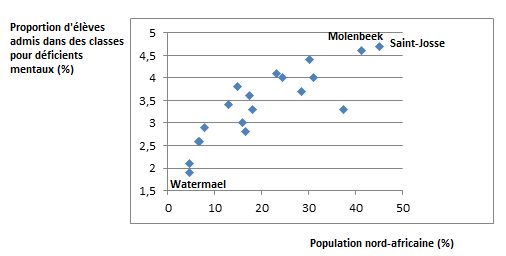 Proportion d'élèves
admis dans des classes
pour déficients
mentaux (%)
5
4,5
4
3,5
3
2,5
2
1,5
Molenbeek
Saint-Josse
Watermael
0 10 20 30 40 50
Population nord-africaine (%)